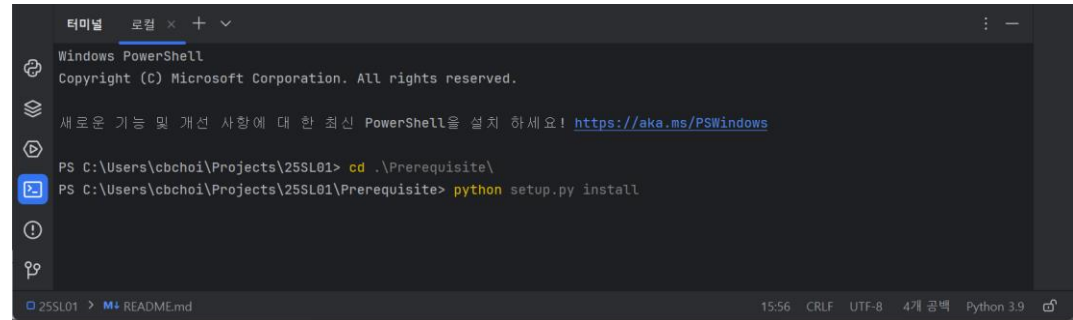 터미널 로컬
Windows PowerShell
Copyright (C) Microsoft Corporation. All rights reserved.
새로운 기능 및 개선 사항에 대 한 최신 PowerShell을 설치 하세요! https://aka.ms/PSWindows
PS C:\Users\cbchoi\Projects\25SL01> cd .\Prerequisite\
PS C:\Users\cbchoi\Projects\25SL01\Prerequisite> python setup.py install
25SL01 > M↓ README.md 15:56 CRLF UTF-8 4개 공백 Python 3.9